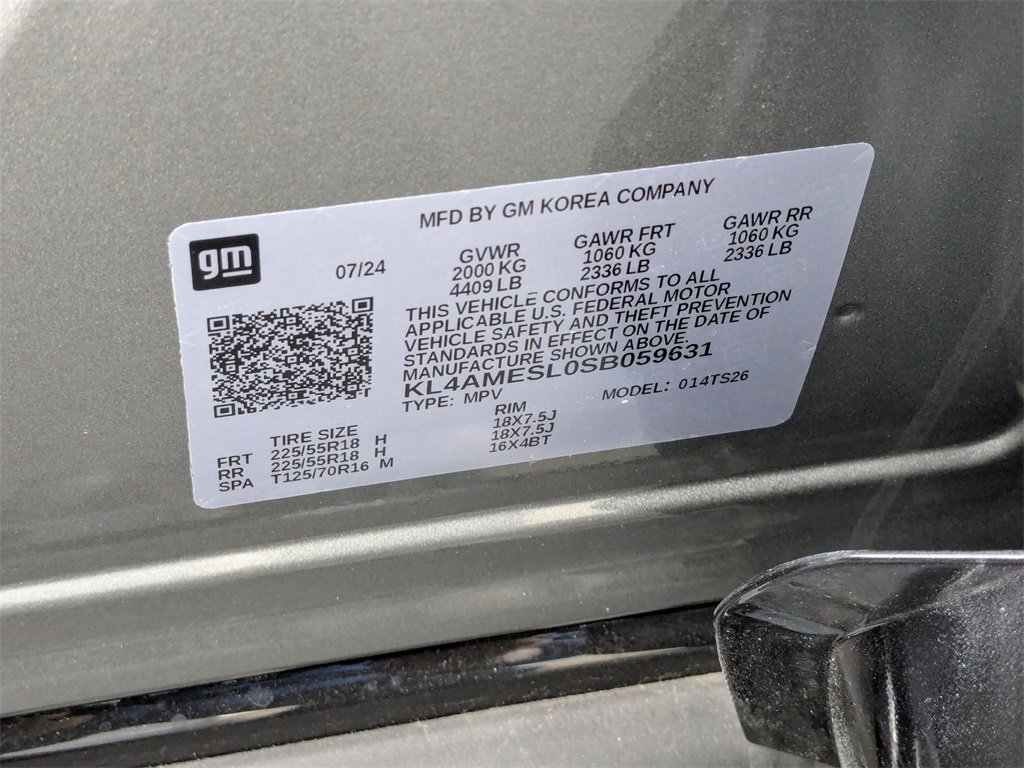 MFD BY GM KOREA COMPANY
gm
07/24
GVWR GAWR FRT GAWR RR
2000 KG 1060 KG 1060 KG
4409 LB 2336 LB 2336 LB
THIS VEHICLE CONFORMS TO ALL
APPLICABLE U.S. FEDERAL MOTOR
VEHICLE SAFETY AND THEFT PREVENTION
STANDARDS IN EFFECT ON THE DATE OF
MANUFACTURE SHOWN ABOVE.
KL4AMESL0SB059631
TYPE: MPV MODEL: 014TS26
TIRE SIZE RIM
FRT 225/55R18 H 18X7.5J
RR 225/55R18 H 18X7.5J
SPA T125/70R16 M 16X4BT